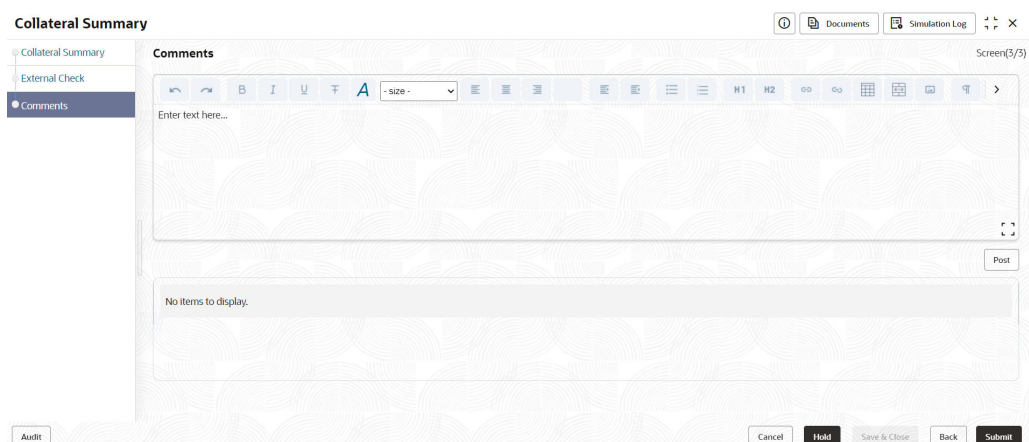 Collateral Summary
Documents
Simulation Log
Collateral Summary
External Check
Comments
Comments
Screen(3/3)
B I U T A - size - H1 H2 ¶
Enter text here...
Post
No items to display.
Audit
Cancel
Hold
Save & Close
Back
Submit